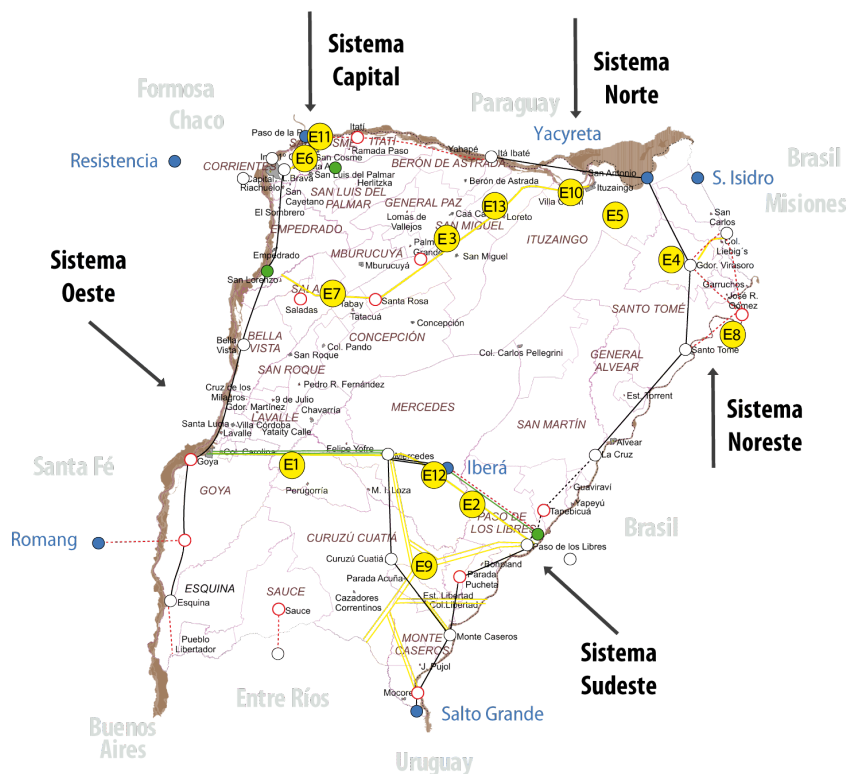 Sistema
Capital
Sistema
Norte
Formosa
Chaco
Paraguay
Yacyreta
Resistencia
Brasil
Misiones
S. Isidro
Paso de la
E11
Itatí
ITATÍ
Ramada Paso
Yahapé
Itá Ibaté
E6
San Cosme
BERÓN DE ASTRADA
San Antonio
CORRIENTES
Capital
Riachuelo
L. Brava
San Luis del Palmar
Herlitzka
Berón de Astrada
E10
Ituzaingo
San
Cayetano
SAN LUIS DEL
PALMAR
GENERAL PAZ
E13
Villa
El Sombrero
Lomas de
Vallejos
Loreto
E5
San
Carlos
EMPEDRADO
SAN MIGUEL
E3
ITUZAINGO
Col.
Liebig´s
Empedrado
MBURUCUYÁ
Mburucuyá
Palmar
Grande
San Miguel
E4
Gdor. Virasoro
San Lorenzo
Garruchos
Sistema
Oeste
E7
Saladas
Tabay
Santa Rosa
Tatacuá
SANTO TOMÉ
José R.
Gómez
E8
Concepción
CONCEPCIÓN
BELLA
VISTA
Bella
Vista
Col. Pando
San Roque
Col. Carlos Pellegrini
GENERAL
ALVEAR
Santo Tomé
SAN ROQUE
Pedro R. Fernández
Cruz de los
Milagros
9 de Julio
Gdor. Martínez
Chavarría
MERCEDES
Est. Torrent
LAVALLE
Santa Lucía
Villa Córdoba
Lavalle
Yataity Calle
SAN MARTÍN
Sistema
Noreste
Felipe Yofre
Mercedes
Alvear
La Cruz
Col. Carolina
Goya
E1
E12
Iberá
Santa Fé
GOYA
Perugorría
M. I. Loza
E2
Guaviraví
Yapeyú
Tapebicuá
PASO DE
LOS LIBRES
Brasil
Romang
CURUZÚ CUATIÁ
Curuzú Cuatiá
E9
Paso de los Libres
Bonpland
Parada Acuña
Parada
Pucheta
ESQUINA
Esquina
SAUCE
Sauce
Cazadores
Correntinos
Est. Libertad
Col.Libertad
Pueblo
Libertador
MONTE
CASEROS
Monte Caseros
Sistema
Sudeste
J. Pujol
Mocoretá
Entre Ríos
Salto Grande
Buenos
Aires
Uruguay